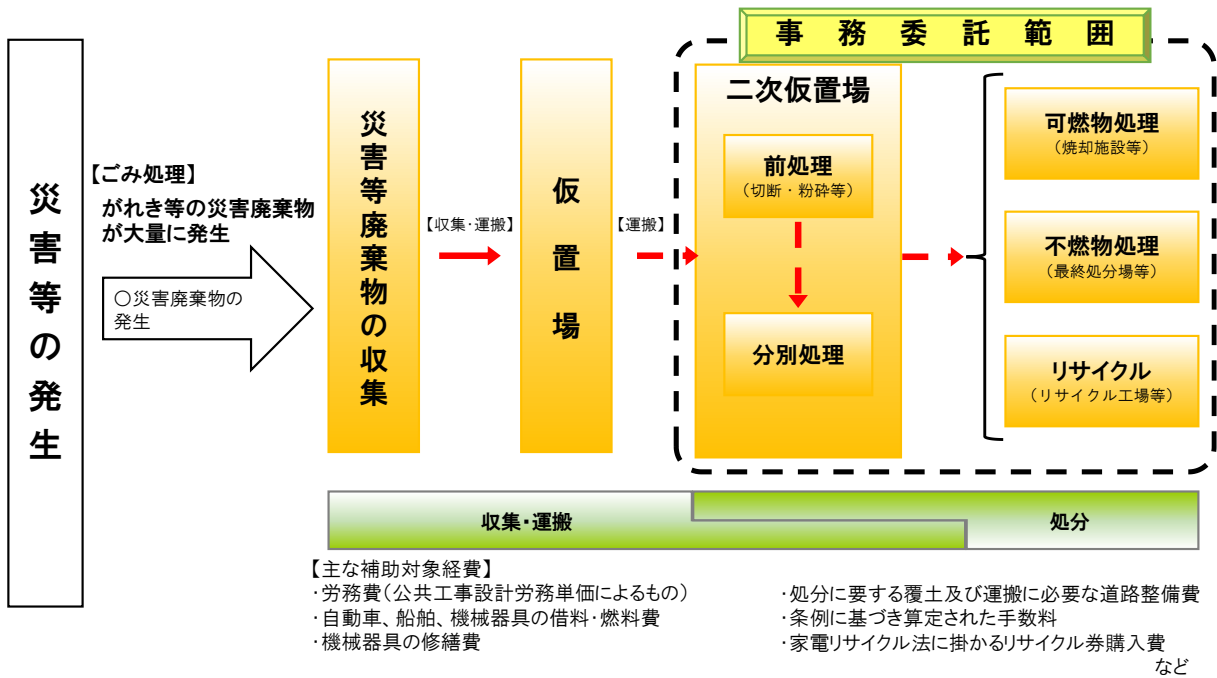 災害等の発生
【ごみ処理】
がれき等の災害廃棄物
が大量に発生
○災害廃棄物の
発生
災害等廃棄物の収集
【収集・運搬】
仮置場
【運搬】
事務委託範囲
二次仮置場
前処理
(切断・粉砕等)
分別処理
可燃物処理
(焼却施設等)
不燃物処理
(最終処分場等)
リサイクル
(リサイクル工場等)
収集・運搬
処分
【主な補助対象経費】
・労務費(公共工事設計労務単価によるもの)
・自動車、船舶、機械器具の借料・燃料費
・機械器具の修繕費
・処分に要する覆土及び運搬に必要な道路整備費
・条例に基づき算定された手数料
・家電リサイクル法に掛かるリサイクル券購入費
など